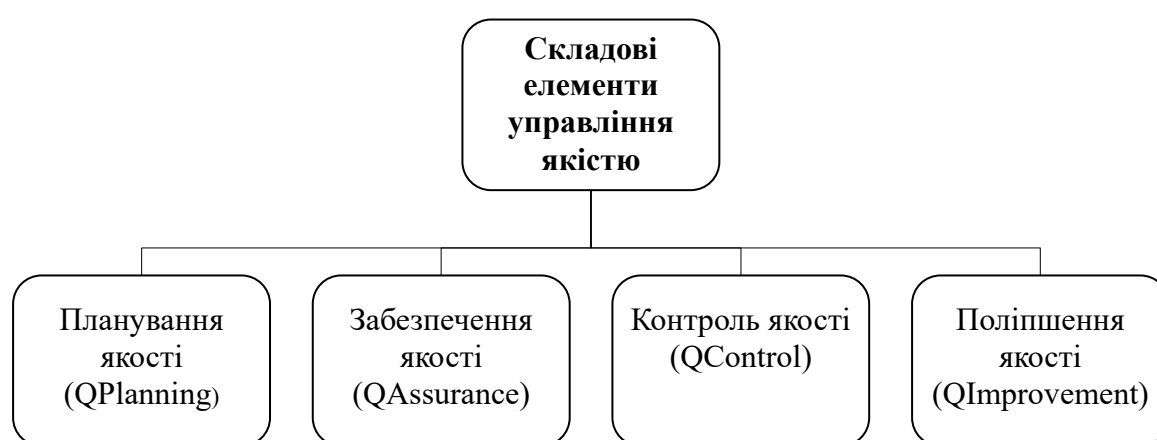 Складові
елементи
управління
якістю
Планування
якості
(QPlanning)
Забезпечення
якості
(QAssurance)
Контроль якості
(QControl)
Поліпшення
якості
(QImprovement)